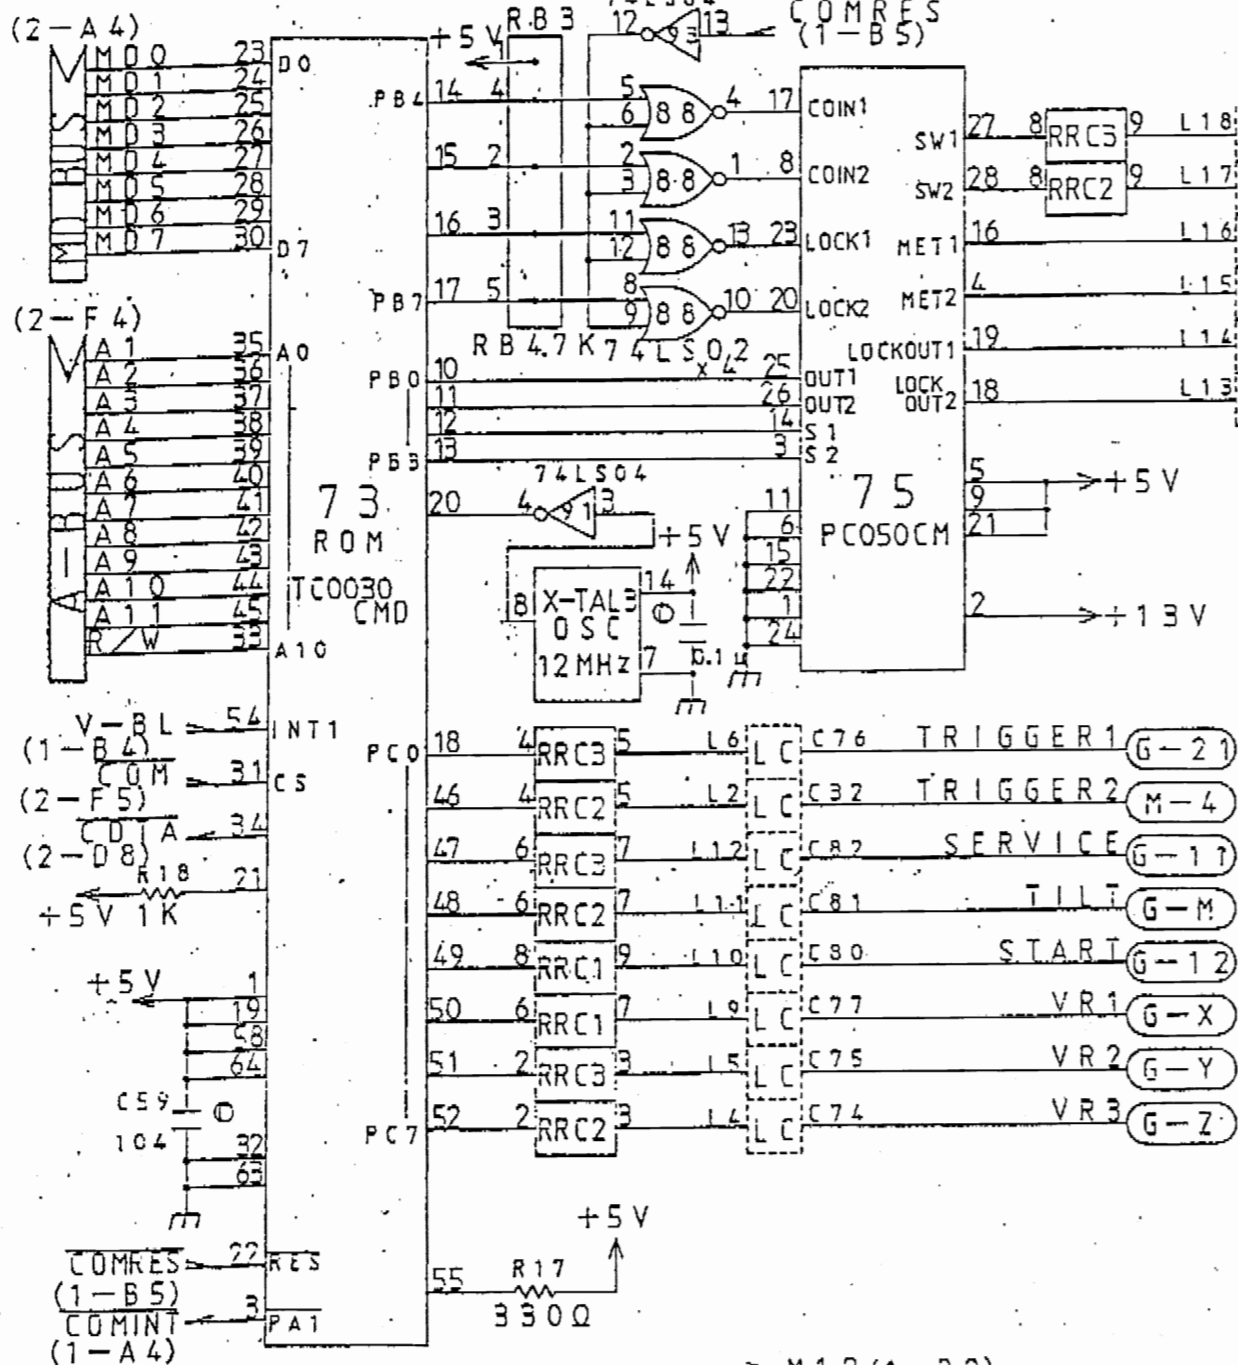 (2-A4)
MD BUS
MD0 23 D0
MD1 24
MD2 25
MD3 26
MD4 27
MD5 28
MD6 29
MD7 30 D7
(2-F4)
A1 35 A0
A2 36
A3 37
A4 38
A5 39
A6 40
A7 41
A8 42
A9 43
A10 44
A11 45
R/W 33 A10
V-BL 54 INT1
(1-B4)
COM 31 CS
(2-F5)
CDTA 34
(2-D8)
R18 21
+5V 1K
+5V 1
19
58
64
C59
104
32
63
COMRES 22 RES
(1-B5)
COMINT 3 PA1
(1-A4)
73
ROM
TC0030
CMD
+5V 1 RB3
PB4 14 4
15 2
16 3
PB7 17 5
RB4.7K
12 93 13 COMRES
(1-B5)
5 6 88 4 17 COIN1
2 3 88 1 8 COIN2
11 12 88 13 23 LOCK1
8 9 88 10 20 LOCK2
74LS02
x4
PB0 10 25 OUT1
11 26 OUT2
12 14 S1
PB3 13 3 S2
74LS04
20 4 91 3
+5V
8 X-TAL3 14
OSC
12MHz 7
0.1μ
75
PC050CM
11
6
15
22
1
24
SW1 27 8 RRC3 9 L18
SW2 28 8 RRC2 9 L17
MET1 16 L16
MET2 4 L15
LOCKOUT1 19 L14
LOCK
OUT2 18 L13
5 +5V
9
21
2 +13V
PC0 18 4 RRC3 5 L6 LC C76 TRIGGER1 G-21
46 4 RRC2 5 L2 LC C32 TRIGGER2 M-4
47 6 RRC3 7 L12 LC C82 SERVICE G-11
48 6 RRC2 7 L11 LC C81 TILT G-M
49 8 RRC1 9 L10 LC C80 START G-12
50 6 RRC1 7 L9 LC C77 VR1 G-X
51 2 RRC3 3 L5 LC C75 VR2 G-Y
PC7 52 2 RRC2 3 L4 LC C74 VR3 G-Z
+5V
55 R17
330Ω